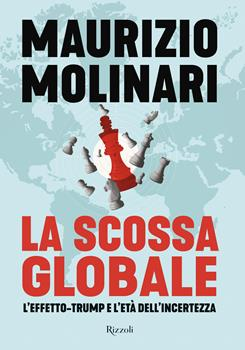 MAURIZIO
MOLINARI
LA SCOSSA
GLOBALE
L'EFFETTO-TRUMP E L'ETÀ DELL'INCERTEZZA
Rizzoli